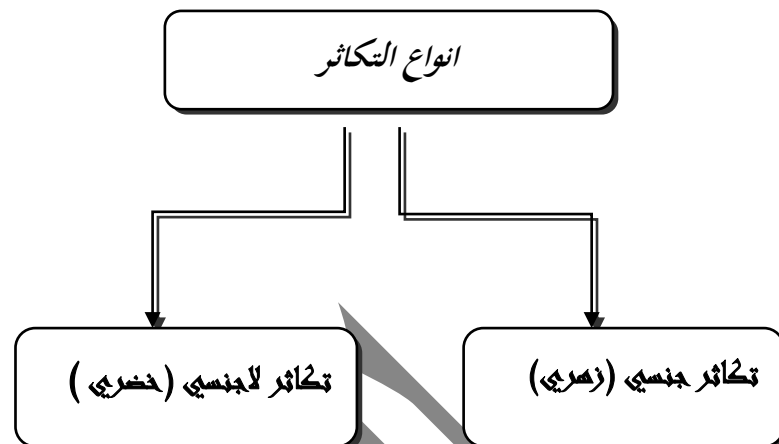 انواع التكاثر
تكاثر جنسي (زهري)
تكاثر لاجنسي (خضري )